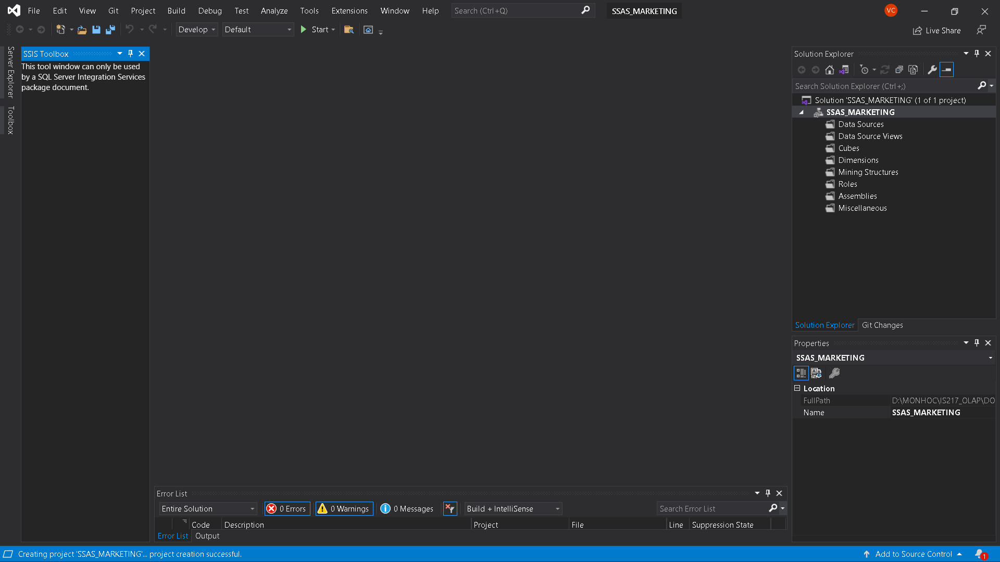 File Edit View Git Project Build Debug Test Analyze Tools Extensions Window Help Search (Ctrl+Q) SSAS_MARKETING VC
Develop Default Start Live Share
Server Explorer
Toolbox
SSIS Toolbox
This tool window can only be used
by a SQL Server Integration Services
package document.
Solution Explorer
Search Solution Explorer (Ctrl+;)
Solution 'SSAS_MARKETING' (1 of 1 project)
SSAS_MARKETING
Data Sources
Data Source Views
Cubes
Dimensions
Mining Structures
Roles
Assemblies
Miscellaneous
Solution Explorer Git Changes
Properties
SSAS_MARKETING
Location
FullPath D:\MONHOC\IS217_OLAP\DO
Name SSAS_MARKETING
Error List
Entire Solution 0 Errors 0 Warnings 0 Messages Build + IntelliSense Search Error List
Code Description Project File Line Suppression State
Error List Output
Creating project 'SSAS_MARKETING'... project creation successful. Add to Source Control 1